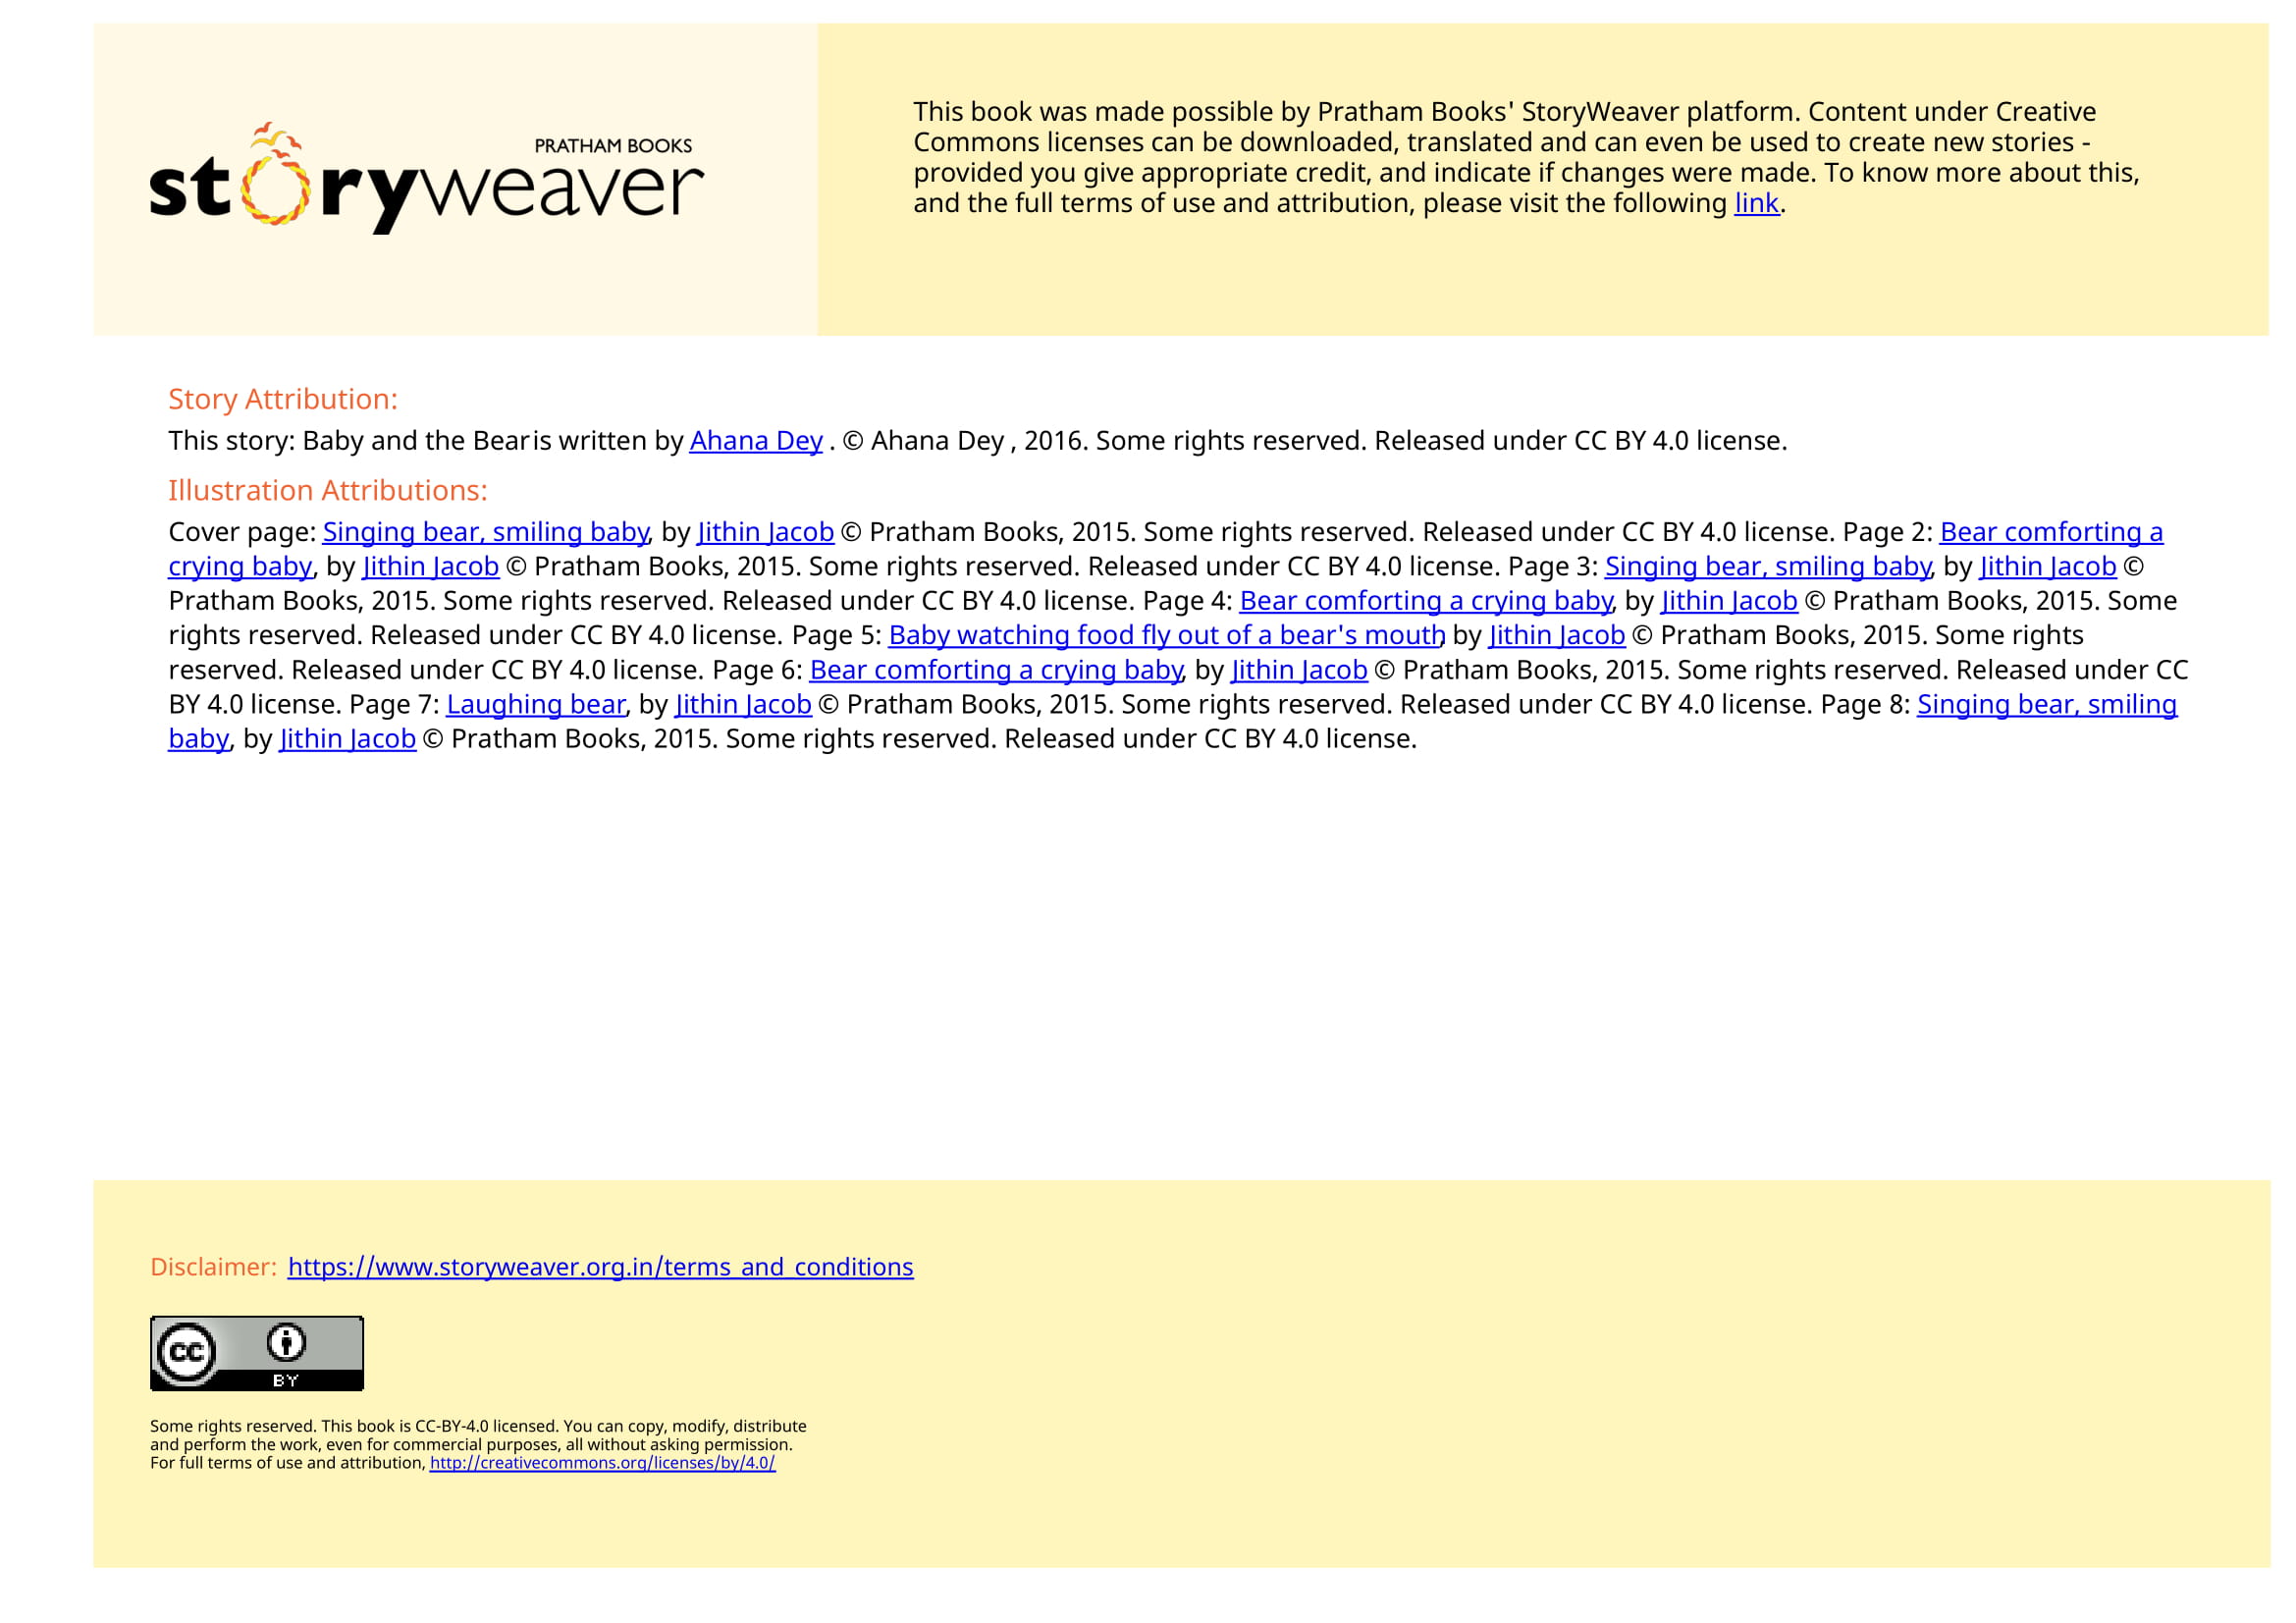 PRATHAM BOOKS
storyweaver
This book was made possible by Pratham Books' StoryWeaver platform. Content under Creative
Commons licenses can be downloaded, translated and can even be used to create new stories -
provided you give appropriate credit, and indicate if changes were made. To know more about this,
and the full terms of use and attribution, please visit the following link.
Story Attribution:
This story: Baby and the Bear is written by Ahana Dey . © Ahana Dey , 2016. Some rights reserved. Released under CC BY 4.0 license.
Illustration Attributions:
Cover page: Singing bear, smiling baby, by Jithin Jacob © Pratham Books, 2015. Some rights reserved. Released under CC BY 4.0 license. Page 2: Bear comforting a
crying baby, by Jithin Jacob © Pratham Books, 2015. Some rights reserved. Released under CC BY 4.0 license. Page 3: Singing bear, smiling baby, by Jithin Jacob ©
Pratham Books, 2015. Some rights reserved. Released under CC BY 4.0 license. Page 4: Bear comforting a crying baby, by Jithin Jacob © Pratham Books, 2015. Some
rights reserved. Released under CC BY 4.0 license. Page 5: Baby watching food fly out of a bear's mouth, by Jithin Jacob © Pratham Books, 2015. Some rights
reserved. Released under CC BY 4.0 license. Page 6: Bear comforting a crying baby, by Jithin Jacob © Pratham Books, 2015. Some rights reserved. Released under CC
BY 4.0 license. Page 7: Laughing bear, by Jithin Jacob © Pratham Books, 2015. Some rights reserved. Released under CC BY 4.0 license. Page 8: Singing bear, smiling
baby, by Jithin Jacob © Pratham Books, 2015. Some rights reserved. Released under CC BY 4.0 license.
Disclaimer: https://www.storyweaver.org.in/terms_and_conditions
cc
BY
Some rights reserved. This book is CC-BY-4.0 licensed. You can copy, modify, distribute
and perform the work, even for commercial purposes, all without asking permission.
For full terms of use and attribution, http://creativecommons.org/licenses/by/4.0/